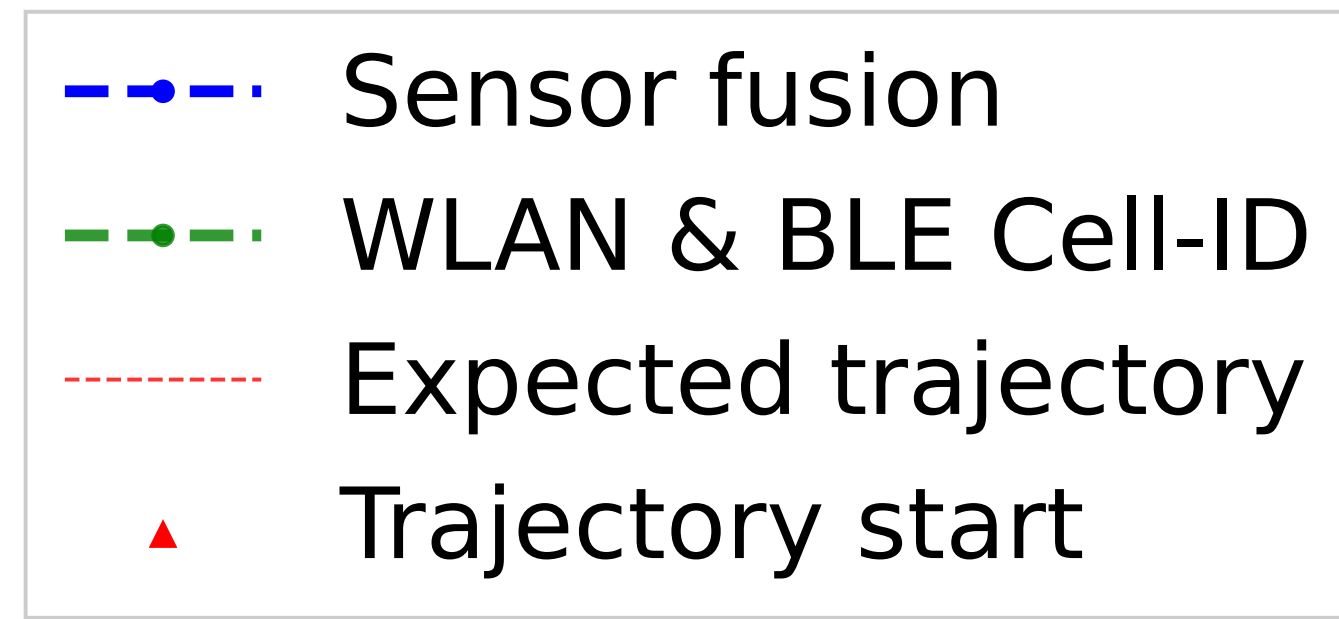 Sensor fusion
WLAN & BLE Cell-ID
Expected trajectory
Trajectory start